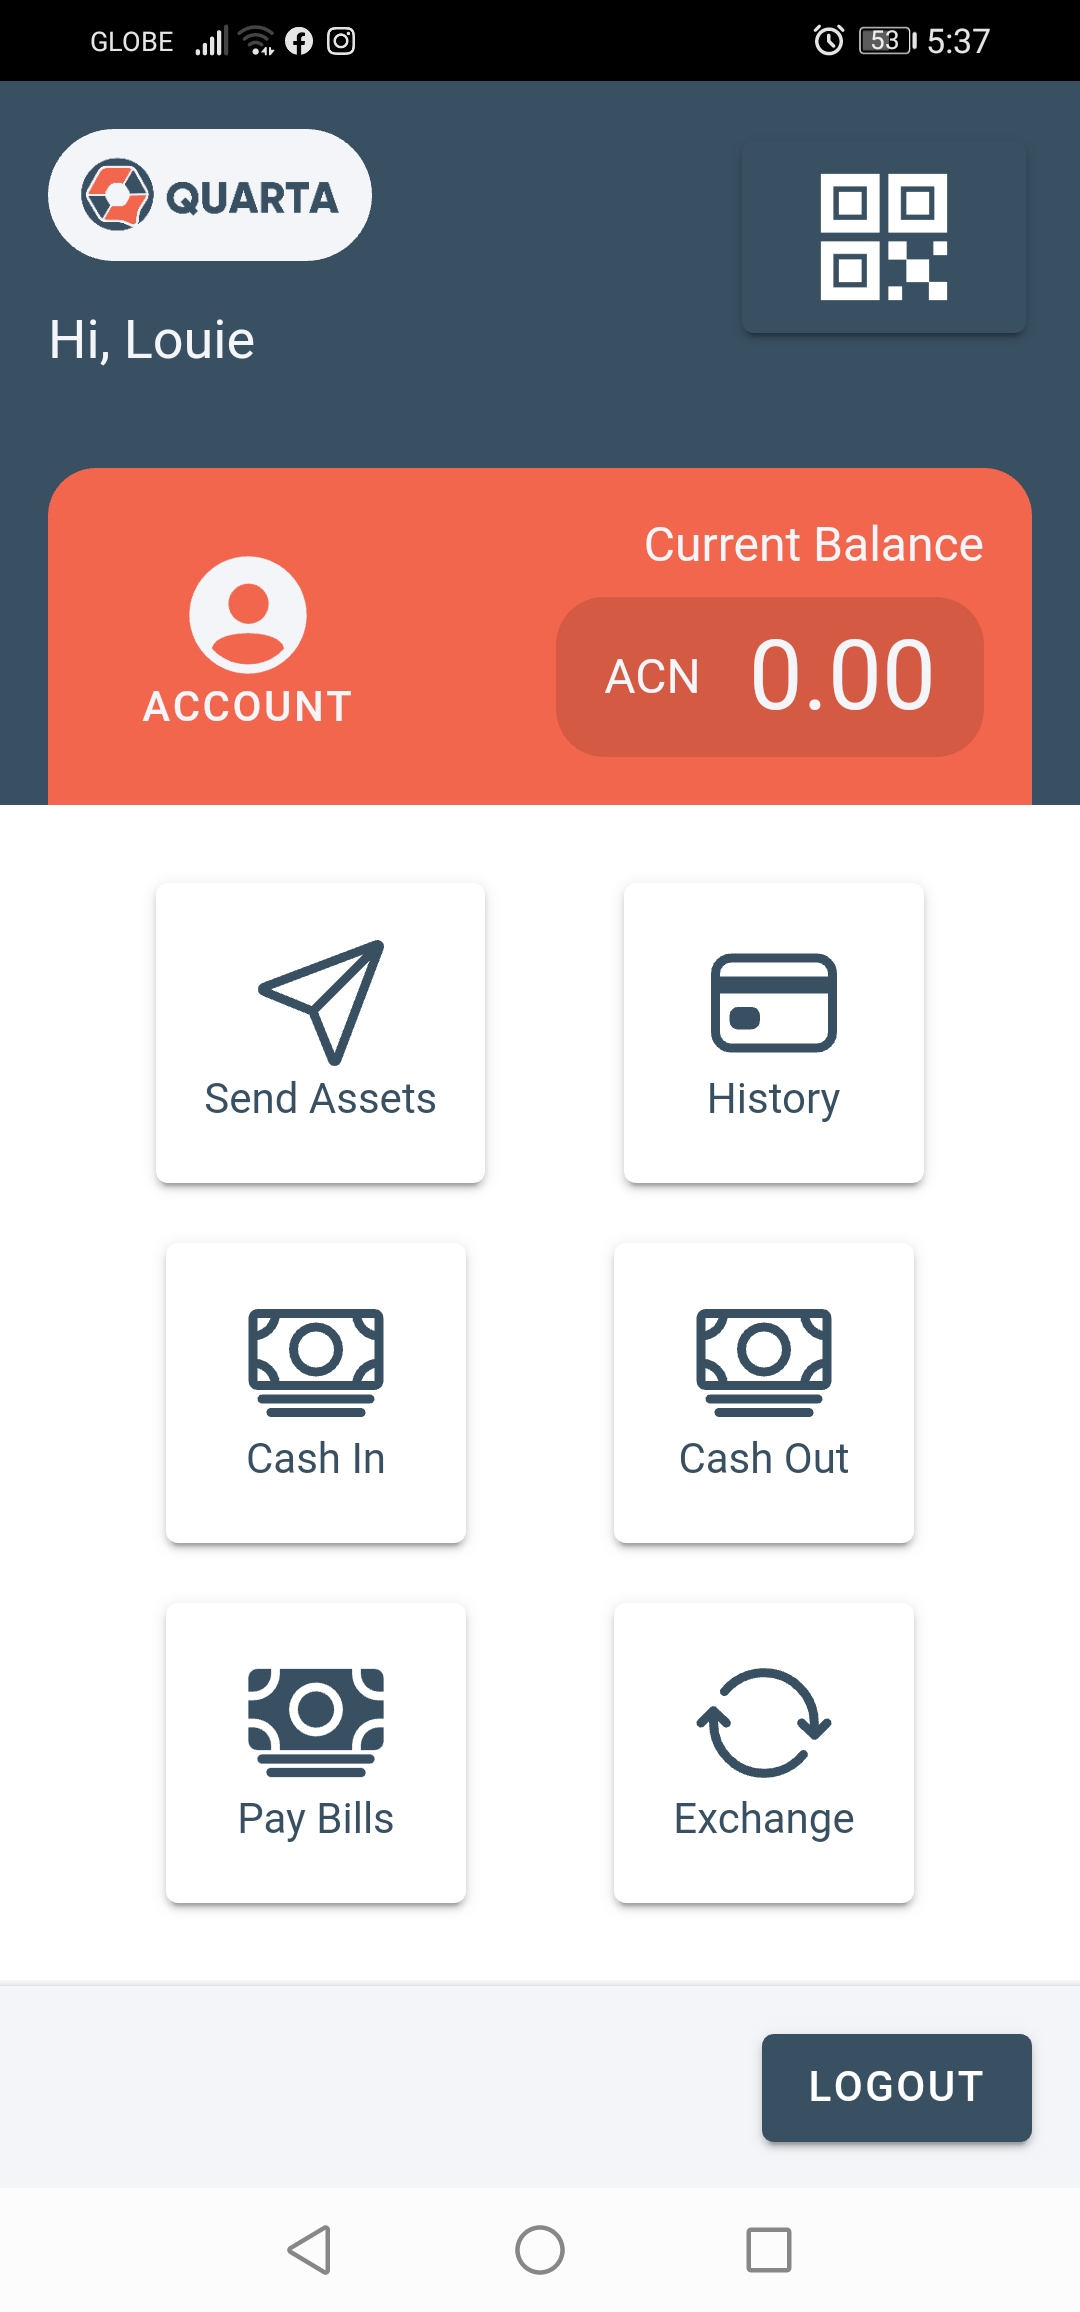 GLOBE 53 5:37
QUARTA
Hi, Louie
Current Balance
ACN 0.00
ACCOUNT
Send Assets
History
Cash In
Cash Out
Pay Bills
Exchange
LOGOUT